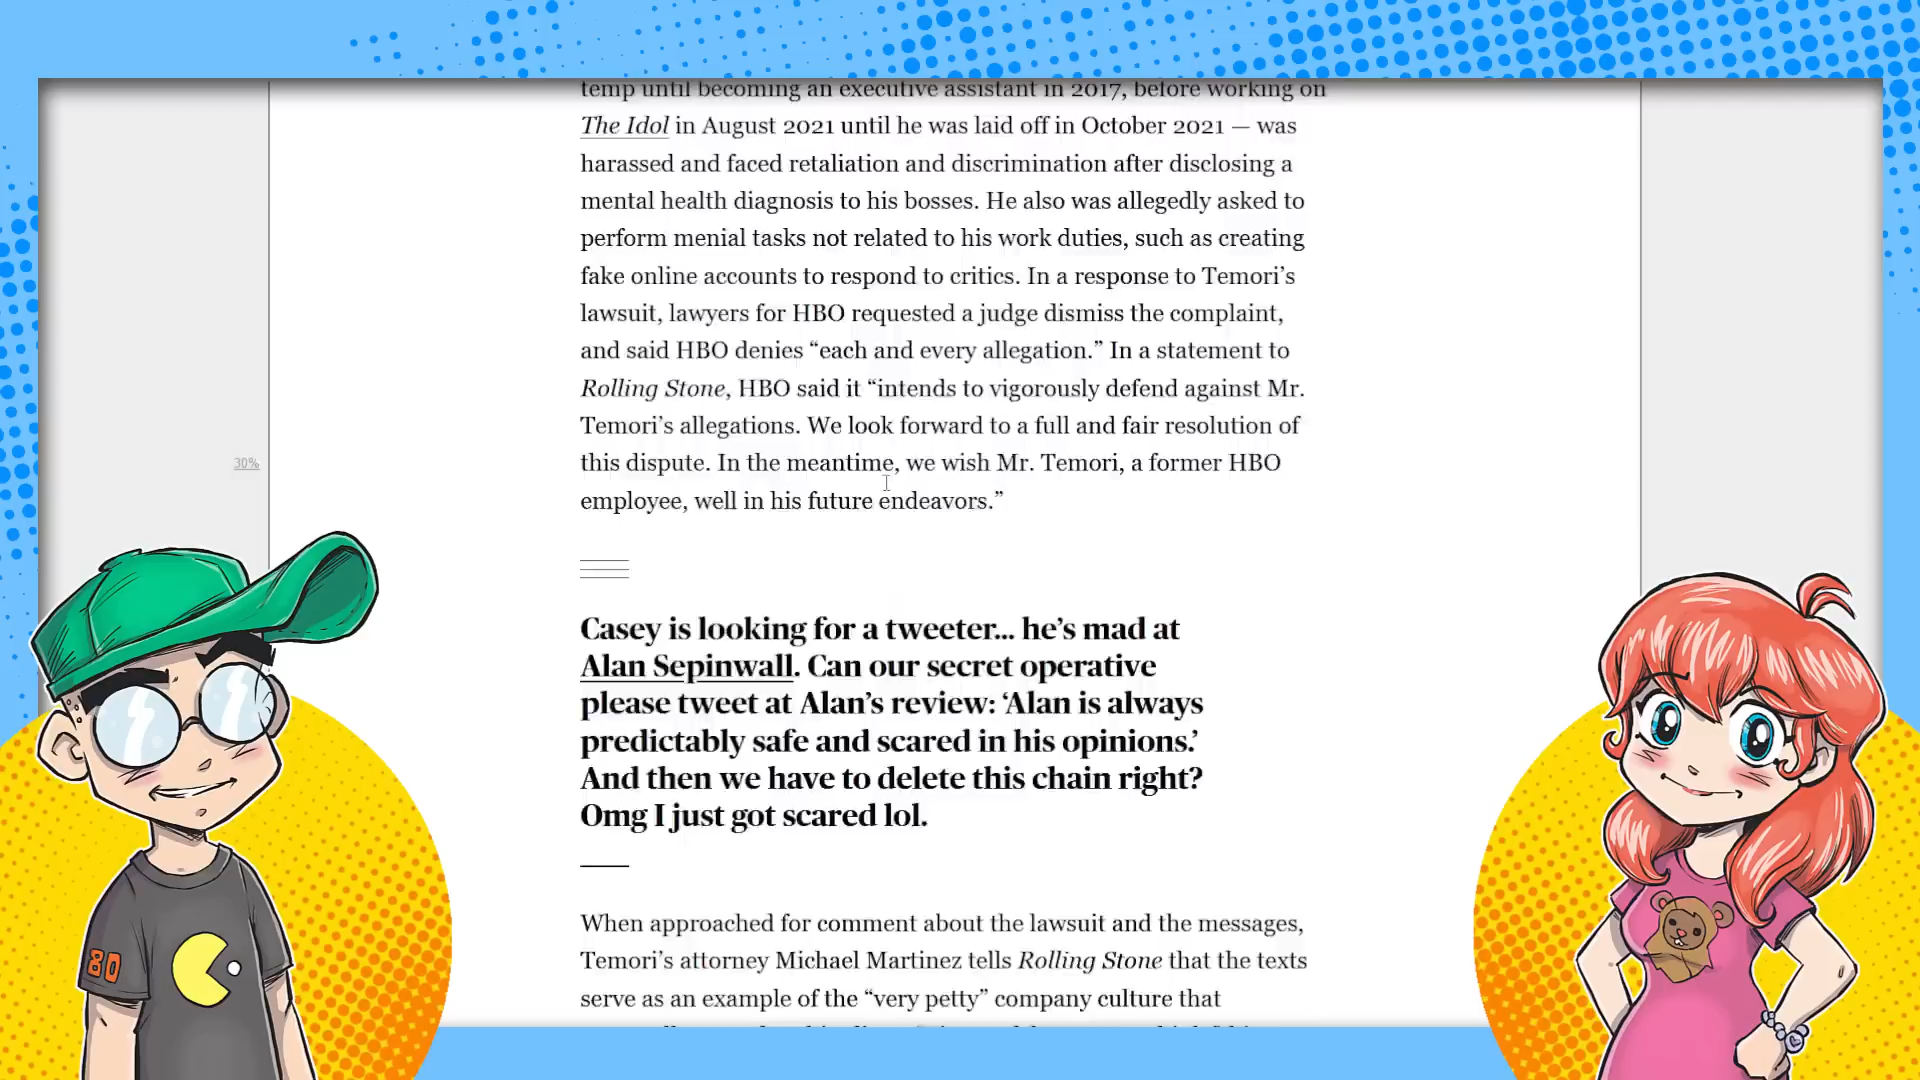 temp until becoming an executive assistant in 2017, before working on
The Idol in August 2021 until he was laid off in October 2021 — was
harassed and faced retaliation and discrimination after disclosing a
mental health diagnosis to his bosses. He also was allegedly asked to
perform menial tasks not related to his work duties, such as creating
fake online accounts to respond to critics. In a response to Temori’s
lawsuit, lawyers for HBO requested a judge dismiss the complaint,
and said HBO denies “each and every allegation.” In a statement to
Rolling Stone, HBO said it “intends to vigorously defend against Mr.
Temori’s allegations. We look forward to a full and fair resolution of
this dispute. In the meantime, we wish Mr. Temori, a former HBO
employee, well in his future endeavors.”
30%
Casey is looking for a tweeter... he’s mad at
Alan Sepinwall. Can our secret operative
please tweet at Alan’s review: ‘Alan is always
predictably safe and scared in his opinions.’
And then we have to delete this chain right?
Omg I just got scared lol.
When approached for comment about the lawsuit and the messages,
Temori’s attorney Michael Martinez tells Rolling Stone that the texts
serve as an example of the “very petty” company culture that
80